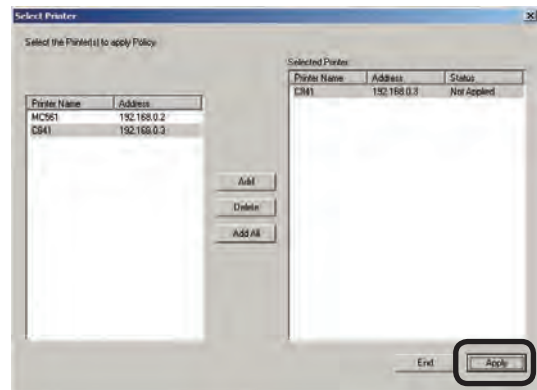 Select Printer
Select the Printer(s) to apply Policy.
Selected Printer
Printer Name Address Status
C841 192.168.0.3 Not Applied
Printer Name Address
MC561 192.168.0.2
C841 192.168.0.3
Add
Delete
Add All
End Apply